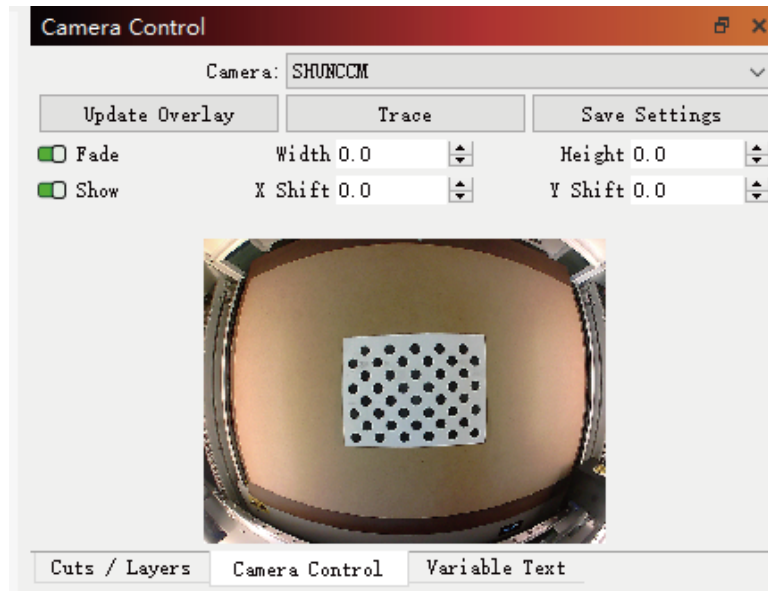 Camera Control
Camera: SHUNCCM
Update Overlay Trace Save Settings
Fade Width 0.0 Height 0.0
Show X Shift 0.0 Y Shift 0.0
Cuts / Layers Camera Control Variable Text